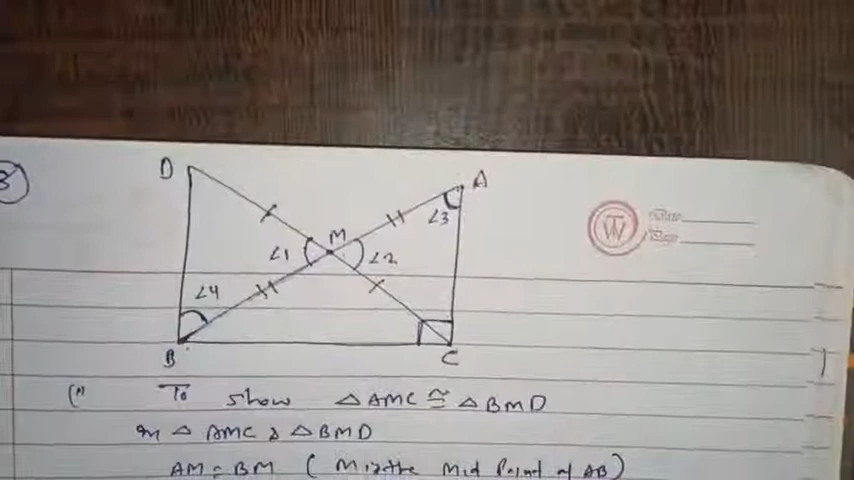 8
D
A
∠3
M
∠1
∠2
∠4
B
C
(i) To show △AMC ≅ △BMD
In △ AMC & △BMD
AM = BM (M is the Mid Point of AB)